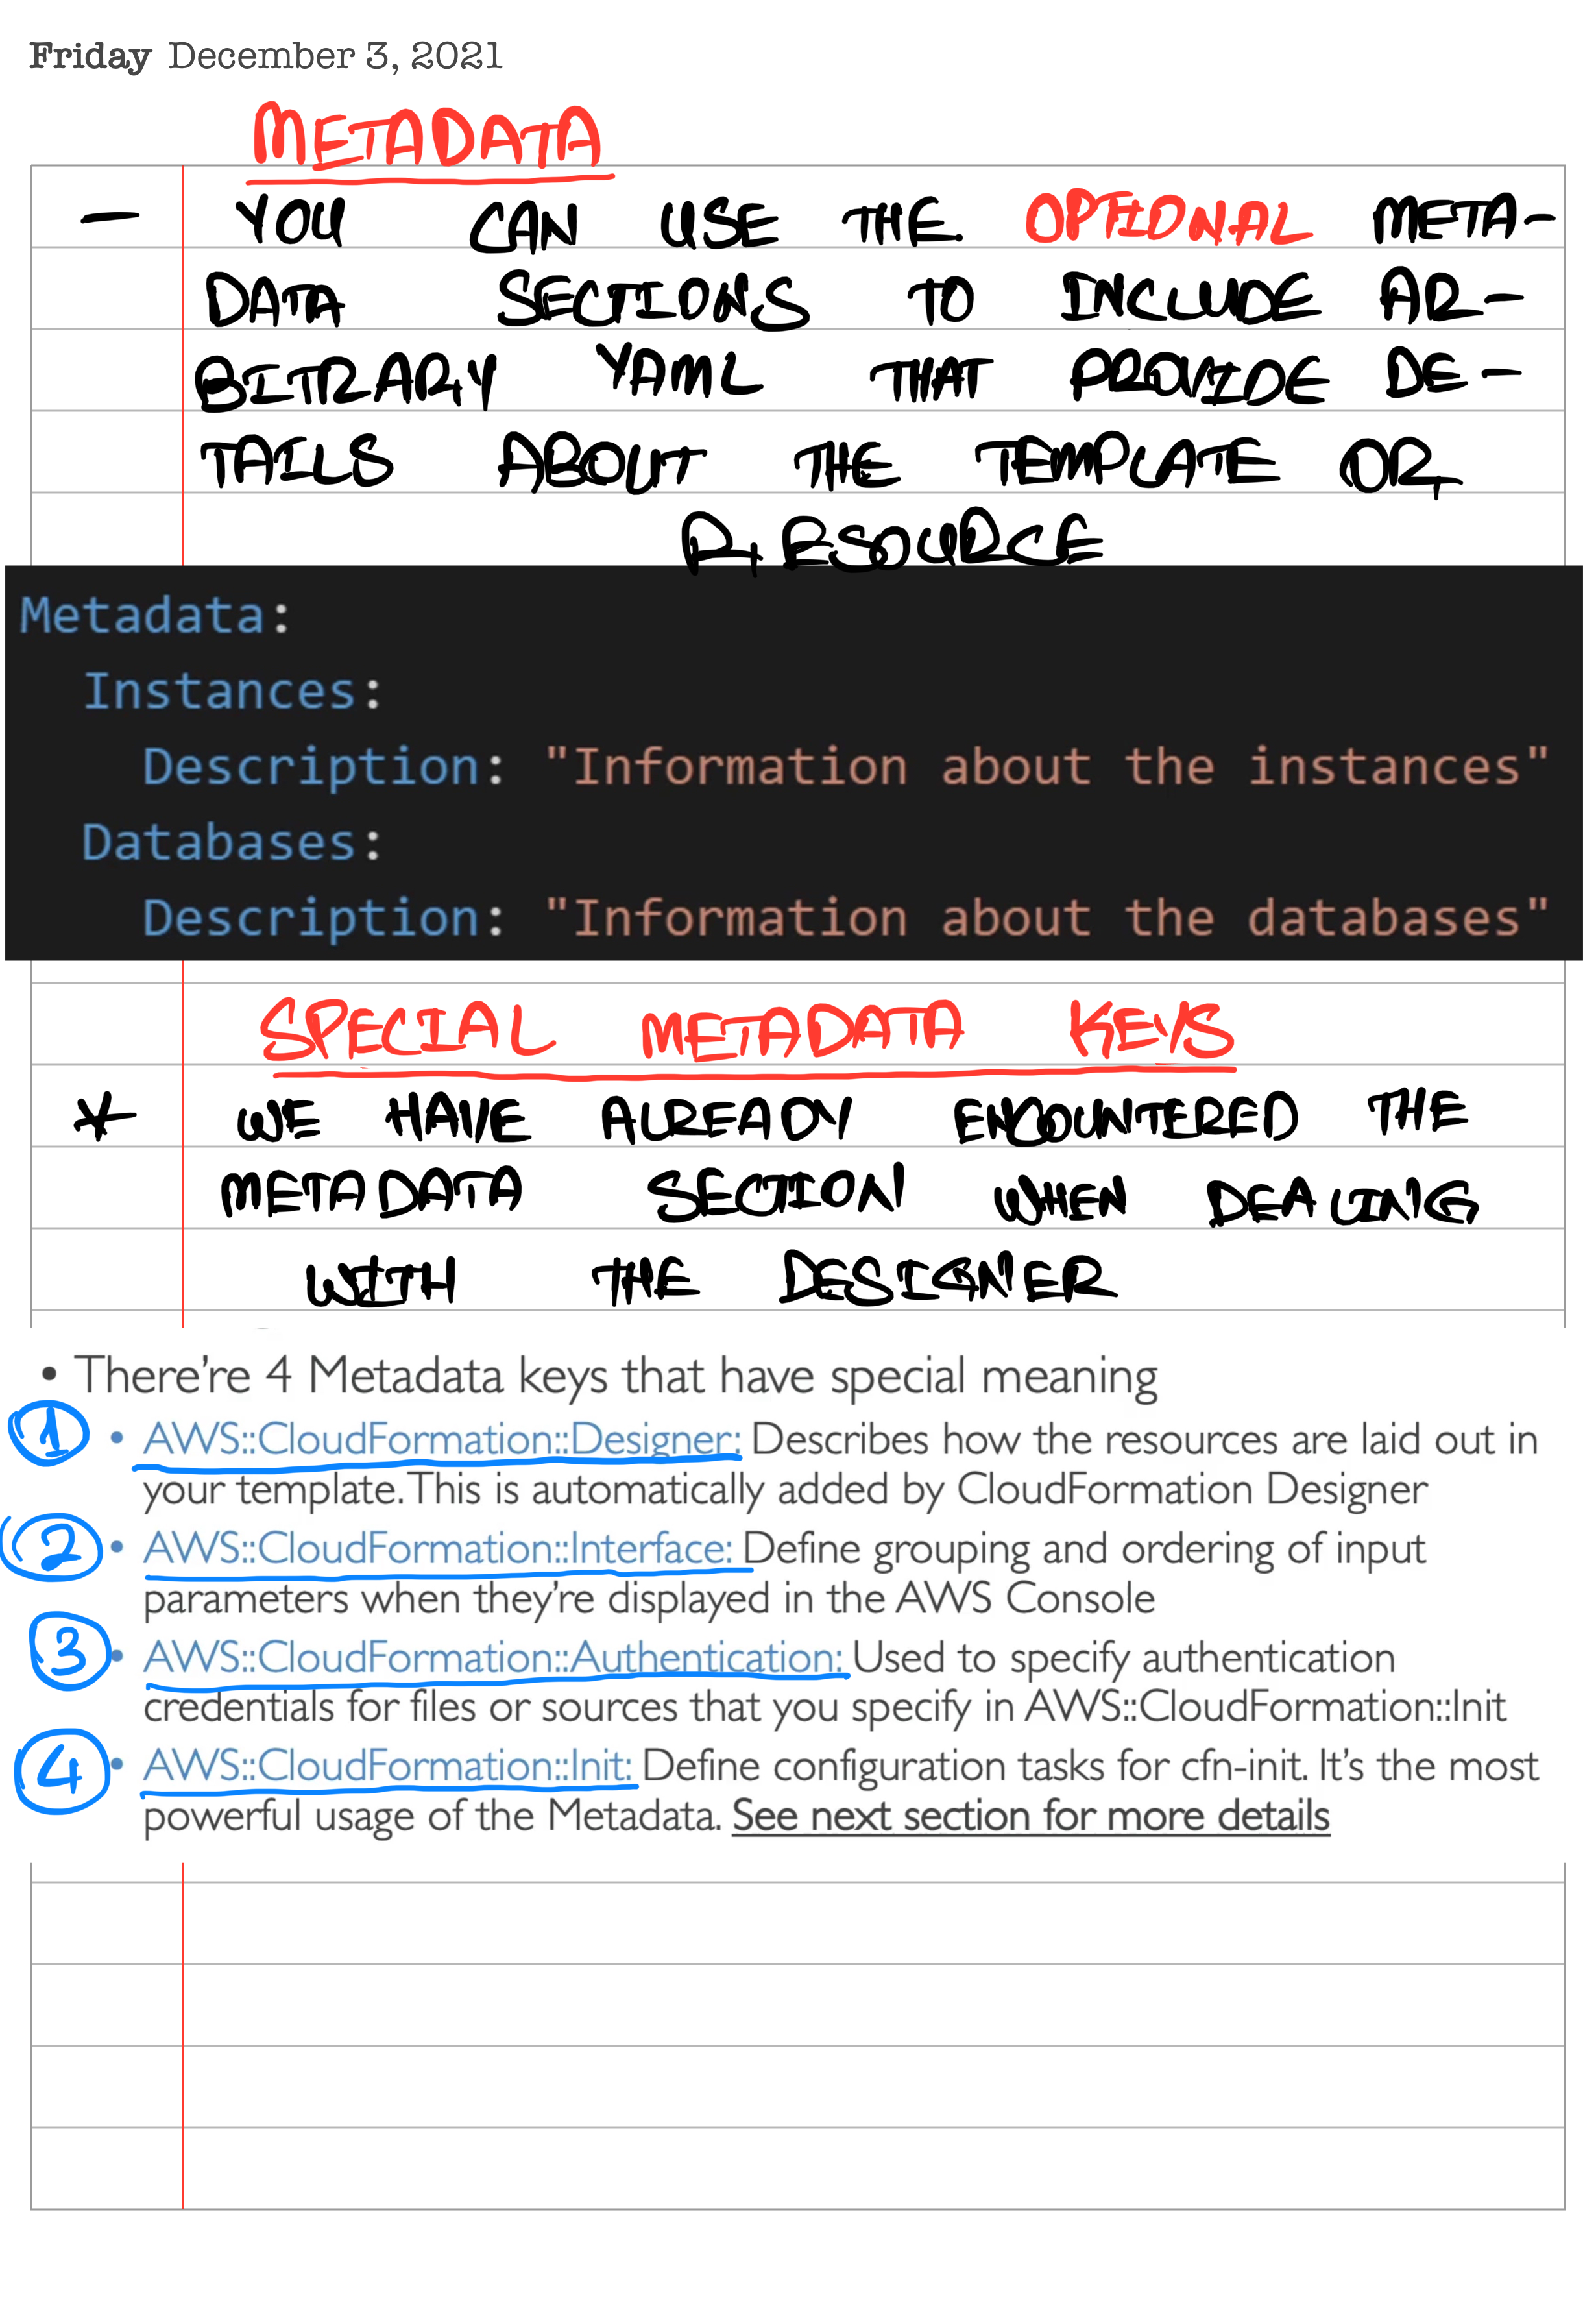 Friday December 3, 2021
METADATA
— YOU CAN USE THE OPTIONAL META-
DATA SECTIONS TO INCLUDE AR-
BITRARY YAML THAT PROVIDE DE-
TAILS ABOUT THE TEMPLATE OR
RESOURCE
Metadata:
  Instances:
    Description: "Information about the instances"
  Databases:
    Description: "Information about the databases"
SPECIAL METADATA KEYS
* WE HAVE ALREADY ENCOUNTERED THE
METADATA SECTION WHEN DEALING
WITH THE DESIGNER
• There're 4 Metadata keys that have special meaning
1 • AWS::CloudFormation::Designer: Describes how the resources are laid out in
your template. This is automatically added by CloudFormation Designer
2 • AWS::CloudFormation::Interface: Define grouping and ordering of input
parameters when they're displayed in the AWS Console
3 • AWS::CloudFormation::Authentication: Used to specify authentication
credentials for files or sources that you specify in AWS::CloudFormation::Init
4 • AWS::CloudFormation::Init: Define configuration tasks for cfn-init. It's the most
powerful usage of the Metadata. See next section for more details